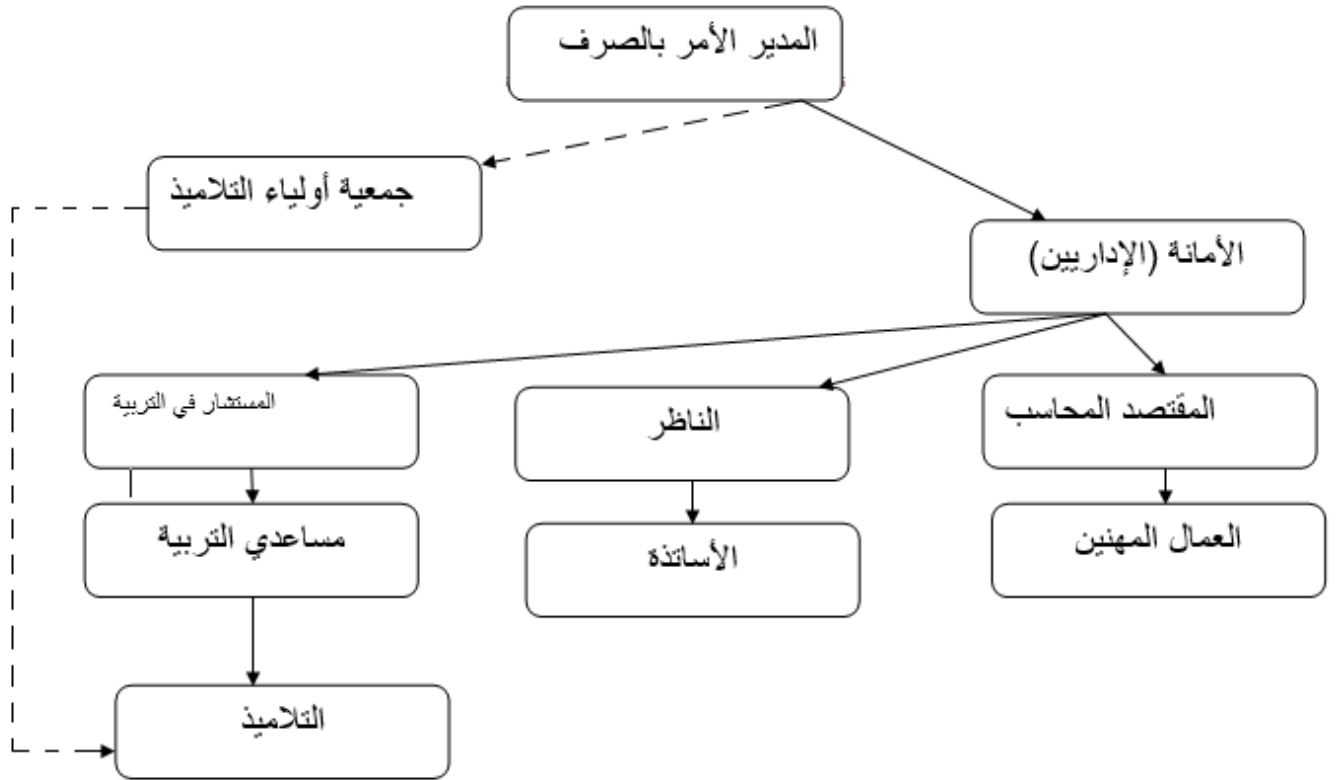 المدير الأمر بالصرف
جمعية أولياء التلاميذ
الأمانة (الإداريين)
المقتصد المحاسب
الناظر
المستشار في التربية
العمال المهنين
الأساتذة
مساعدي التربية
التلاميذ